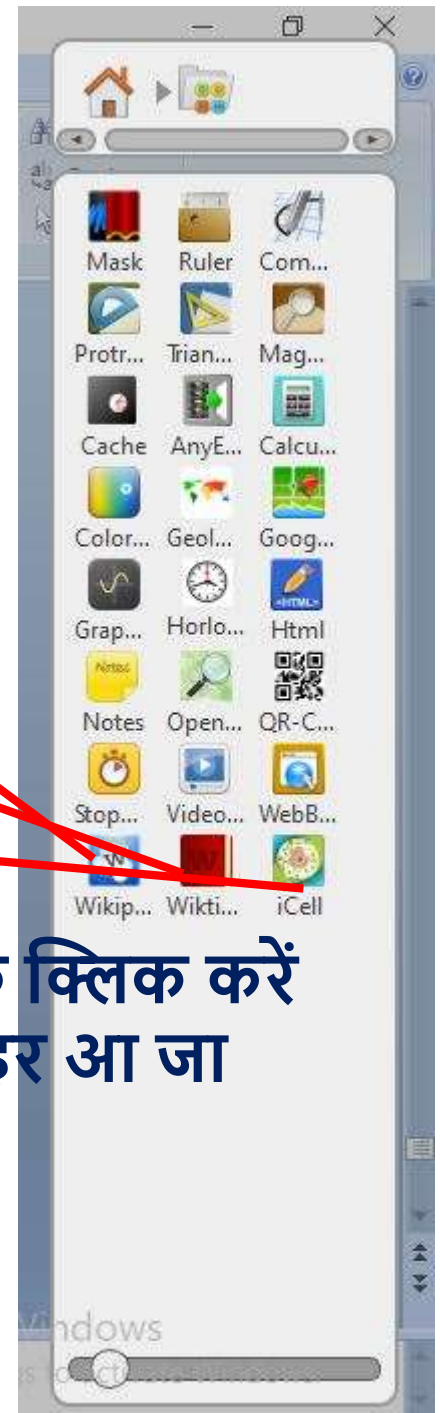 Mask Ruler Com...
Protr... Trian... Mag...
Cache AnyE... Calcu...
Color... Geol... Goog...
Grap... Horlo... Html
Notes Open... QR-C...
Stop... Video... WebB...
Wikip... Wikti... iCell
क्लिक करें
डर आ जा
Windows